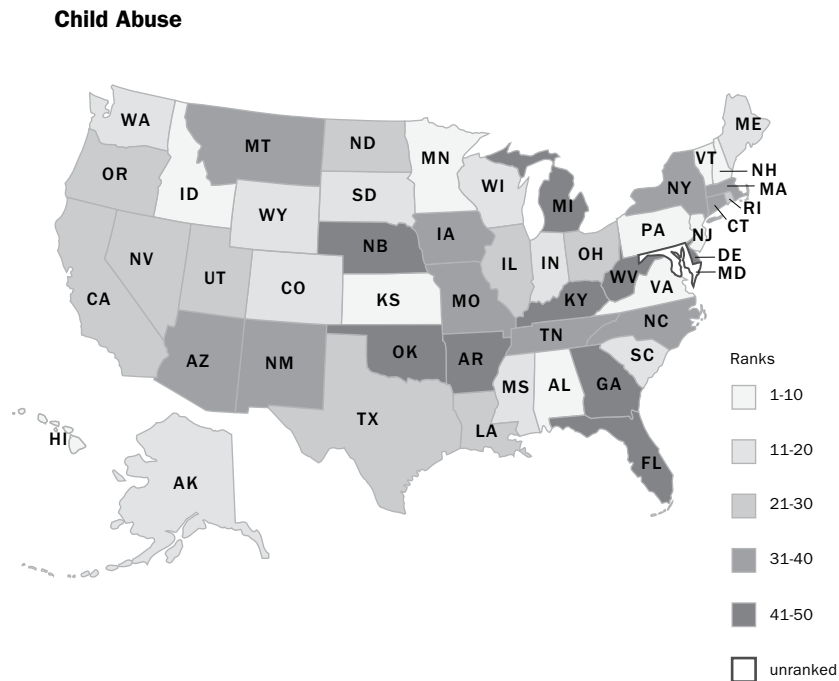 Child Abuse
WA
MT
ND
MN
ME
OR
ID
SD
WI
VT
NH
MA
RI
CT
NY
MI
WY
NB
IA
PA
NJ
NV
UT
CO
IL
IN
OH
DE
MD
WV
VA
CA
KS
MO
KY
NC
AZ
NM
OK
AR
TN
SC
TX
LA
MS
AL
GA
FL
HI
AK
Ranks
1-10
11-20
21-30
31-40
41-50
unranked